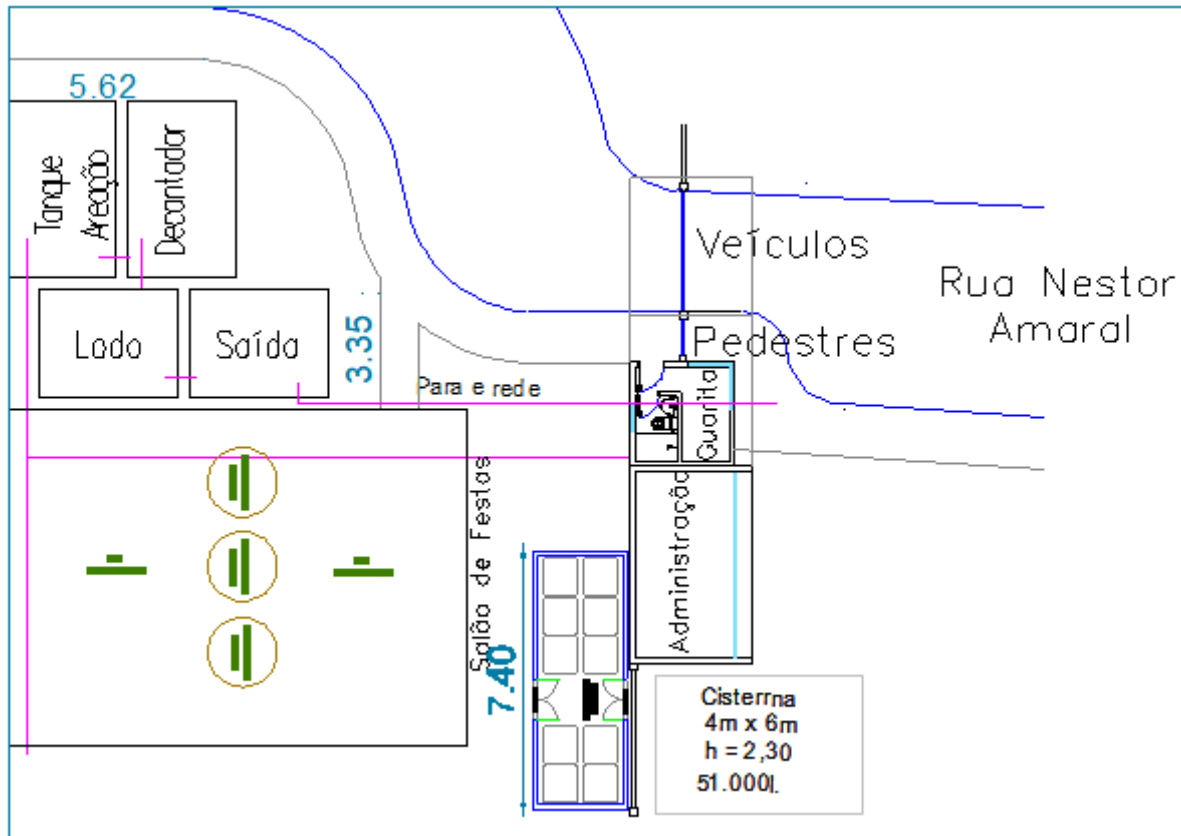 5.62
Tanque
Areação
Decantador
Veículos
Rua Nestor
Amaral
Lodo
Saída
3.35
Pedestres
Para e rede
Guarita
Salão de Festas
Administração
7.40
Cisterrna
4m x 6m
h = 2,30
51.000l.